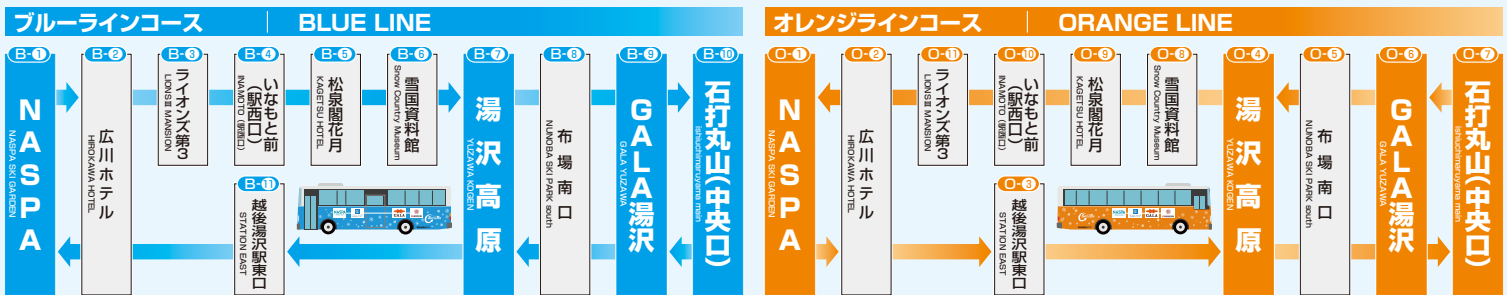 ブルーラインコース
BLUE LINE
B-1
NASPA
NASPA SKI GARDEN
B-2
広川ホテル
HIROKAWA HOTEL
B-3
ライオンズ第3
LIONSⅢ MANSION
B-4
いなもと前
(駅西口)
INAMOTO (駅西口)
B-5
松泉閣花月
KAGETSU HOTEL
B-6
雪国資料館
Snow Country Museum
B-7
湯沢高原
YUZAWA KOGEN
B-8
布場南口
NUNOBA SKI PARK south
B-9
GALA湯沢
GALA YUZAWA
B-10
石打丸山(中央口)
ishiuchimaruyama main
B-11
越後湯沢駅東口
STATION EAST
オレンジラインコース
ORANGE LINE
O-1
NASPA
NASPA SKI GARDEN
O-2
広川ホテル
HIROKAWA HOTEL
O-11
ライオンズ第3
LIONSⅢ MANSION
O-10
いなもと前
(駅西口)
INAMOTO (駅西口)
O-9
松泉閣花月
KAGETSU HOTEL
O-8
雪国資料館
Snow Country Museum
O-4
湯沢高原
YUZAWA KOGEN
O-5
布場南口
NUNOBA SKI PARK south
O-6
GALA湯沢
GALA YUZAWA
O-7
石打丸山(中央口)
ishiuchimaruyama main
O-3
越後湯沢駅東口
STATION EAST